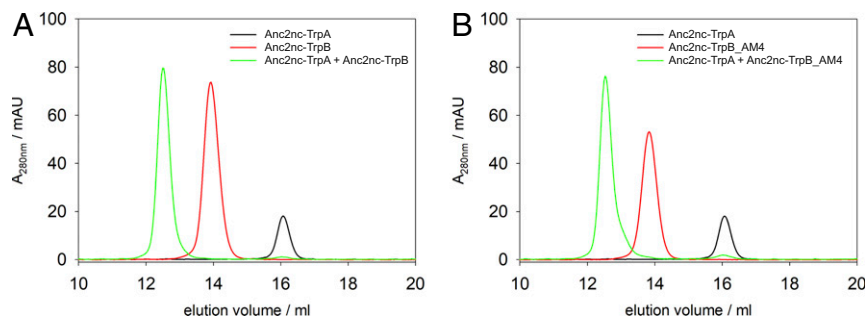 A
Anc2nc-TrpA
Anc2nc-TrpB
Anc2nc-TrpA + Anc2nc-TrpB
100
80
60
40
20
0
A280nm / mAU
10 12 14 16 18 20
elution volume / ml
B
Anc2nc-TrpA
Anc2nc-TrpB_AM4
Anc2nc-TrpA + Anc2nc-TrpB_AM4
100
80
60
40
20
0
A280nm / mAU
10 12 14 16 18 20
elution volume / ml